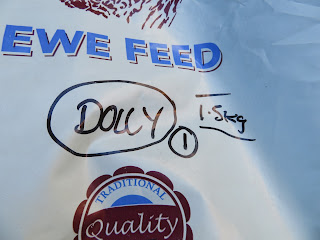 EWE FEED
DOLLY 1.5kg
1
TRADITIONAL
Quality